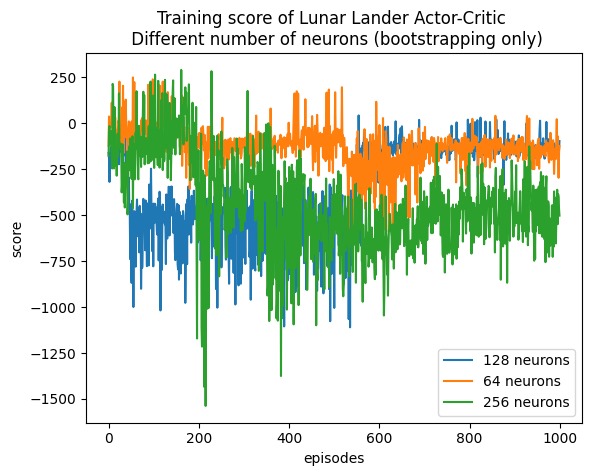 Training score of Lunar Lander Actor-Critic
Different number of neurons (bootstrapping only)
score
250
0
−250
−500
−750
−1000
−1250
−1500
0 200 400 600 800 1000
episodes
128 neurons
64 neurons
256 neurons